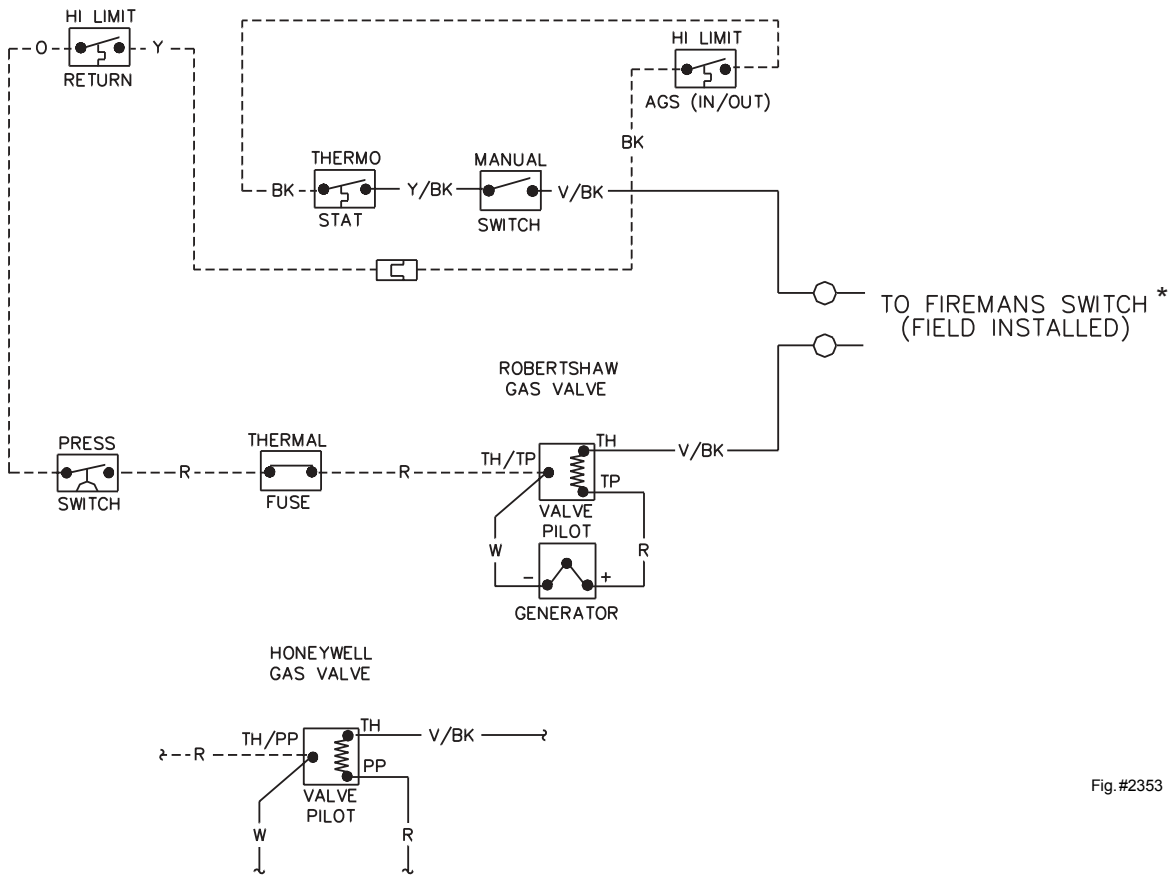 HI LIMIT
O
Y
RETURN
HI LIMIT
AGS (IN/OUT)
BK
THERMO
MANUAL
BK
Y/BK
V/BK
STAT
SWITCH
TO FIREMANS SWITCH *
(FIELD INSTALLED)
ROBERTSHAW
GAS VALVE
PRESS
THERMAL
TH
V/BK
TH/TP
R
R
TP
SWITCH
FUSE
VALVE
PILOT
W
R
- +
GENERATOR
HONEYWELL
GAS VALVE
TH
V/BK
TH/PP
R
PP
VALVE
PILOT
W
R
Fig.#2353